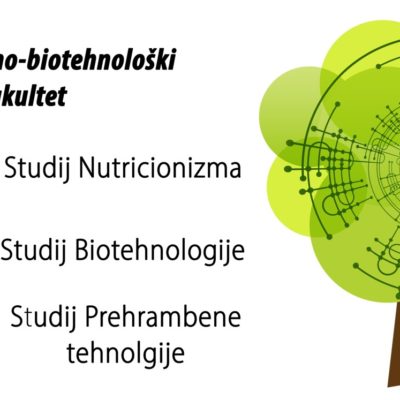 no-biotehnološki
kultet
Studij Nutricionizma
Studij Biotehnologije
Studij Prehrambene
tehnolgije